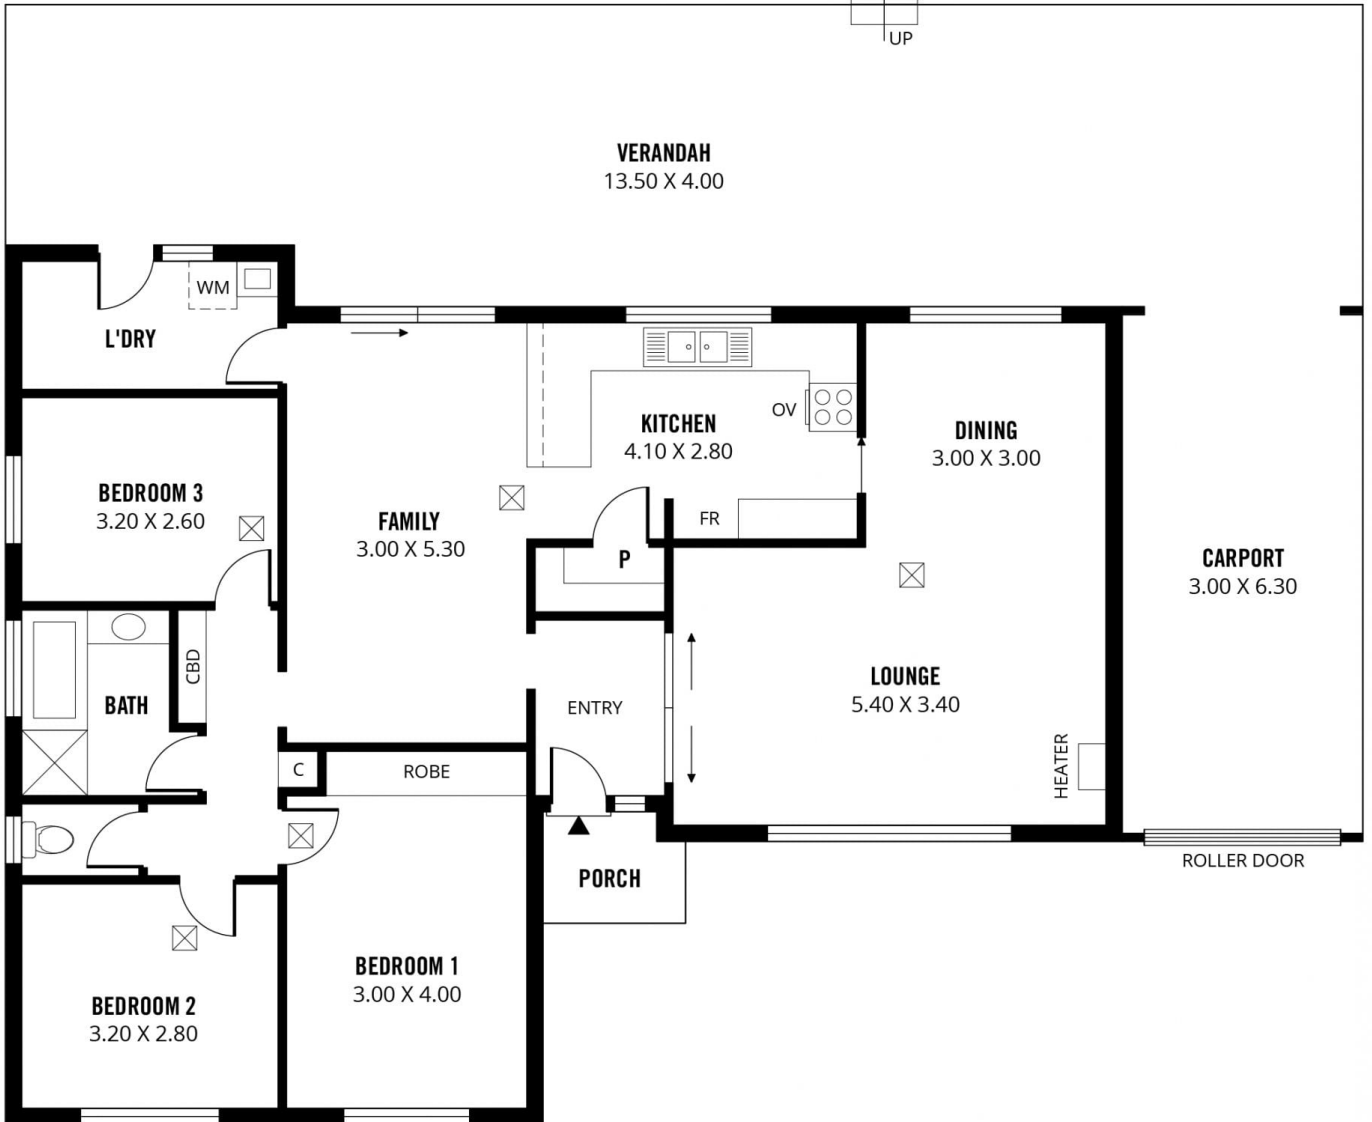 UP
VERANDAH
13.50 X 4.00
WM
L'DRY
KITCHEN
4.10 X 2.80
OV
DINING
3.00 X 3.00
BEDROOM 3
3.20 X 2.60
FAMILY
3.00 X 5.30
FR
P
CARPORT
3.00 X 6.30
CBD
BATH
ENTRY
LOUNGE
5.40 X 3.40
HEATER
C
ROBE
PORCH
ROLLER DOOR
BEDROOM 1
3.00 X 4.00
BEDROOM 2
3.20 X 2.80